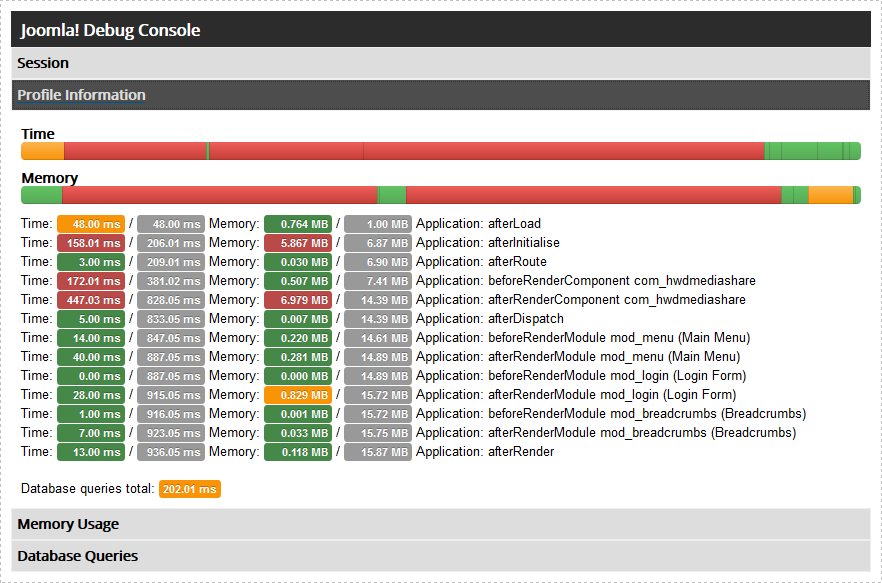 Joomla! Debug Console
Session
Profile Information
Time
Memory
Time: 48.00 ms / 48.00 ms Memory: 0.764 MB / 1.00 MB Application: afterLoad
Time: 158.01 ms / 206.01 ms Memory: 5.867 MB / 6.87 MB Application: afterInitialise
Time: 3.00 ms / 209.01 ms Memory: 0.030 MB / 6.90 MB Application: afterRoute
Time: 172.01 ms / 381.02 ms Memory: 0.507 MB / 7.41 MB Application: beforeRenderComponent com_hwdmediashare
Time: 447.03 ms / 828.05 ms Memory: 6.979 MB / 14.39 MB Application: afterRenderComponent com_hwdmediashare
Time: 5.00 ms / 833.05 ms Memory: 0.007 MB / 14.39 MB Application: afterDispatch
Time: 14.00 ms / 847.05 ms Memory: 0.220 MB / 14.61 MB Application: beforeRenderModule mod_menu (Main Menu)
Time: 40.00 ms / 887.05 ms Memory: 0.281 MB / 14.89 MB Application: afterRenderModule mod_menu (Main Menu)
Time: 0.00 ms / 887.05 ms Memory: 0.000 MB / 14.89 MB Application: beforeRenderModule mod_login (Login Form)
Time: 28.00 ms / 915.05 ms Memory: 0.829 MB / 15.72 MB Application: afterRenderModule mod_login (Login Form)
Time: 1.00 ms / 916.05 ms Memory: 0.001 MB / 15.72 MB Application: beforeRenderModule mod_breadcrumbs (Breadcrumbs)
Time: 7.00 ms / 923.05 ms Memory: 0.033 MB / 15.75 MB Application: afterRenderModule mod_breadcrumbs (Breadcrumbs)
Time: 13.00 ms / 936.05 ms Memory: 0.118 MB / 15.87 MB Application: afterRender
Database queries total: 202.01 ms
Memory Usage
Database Queries